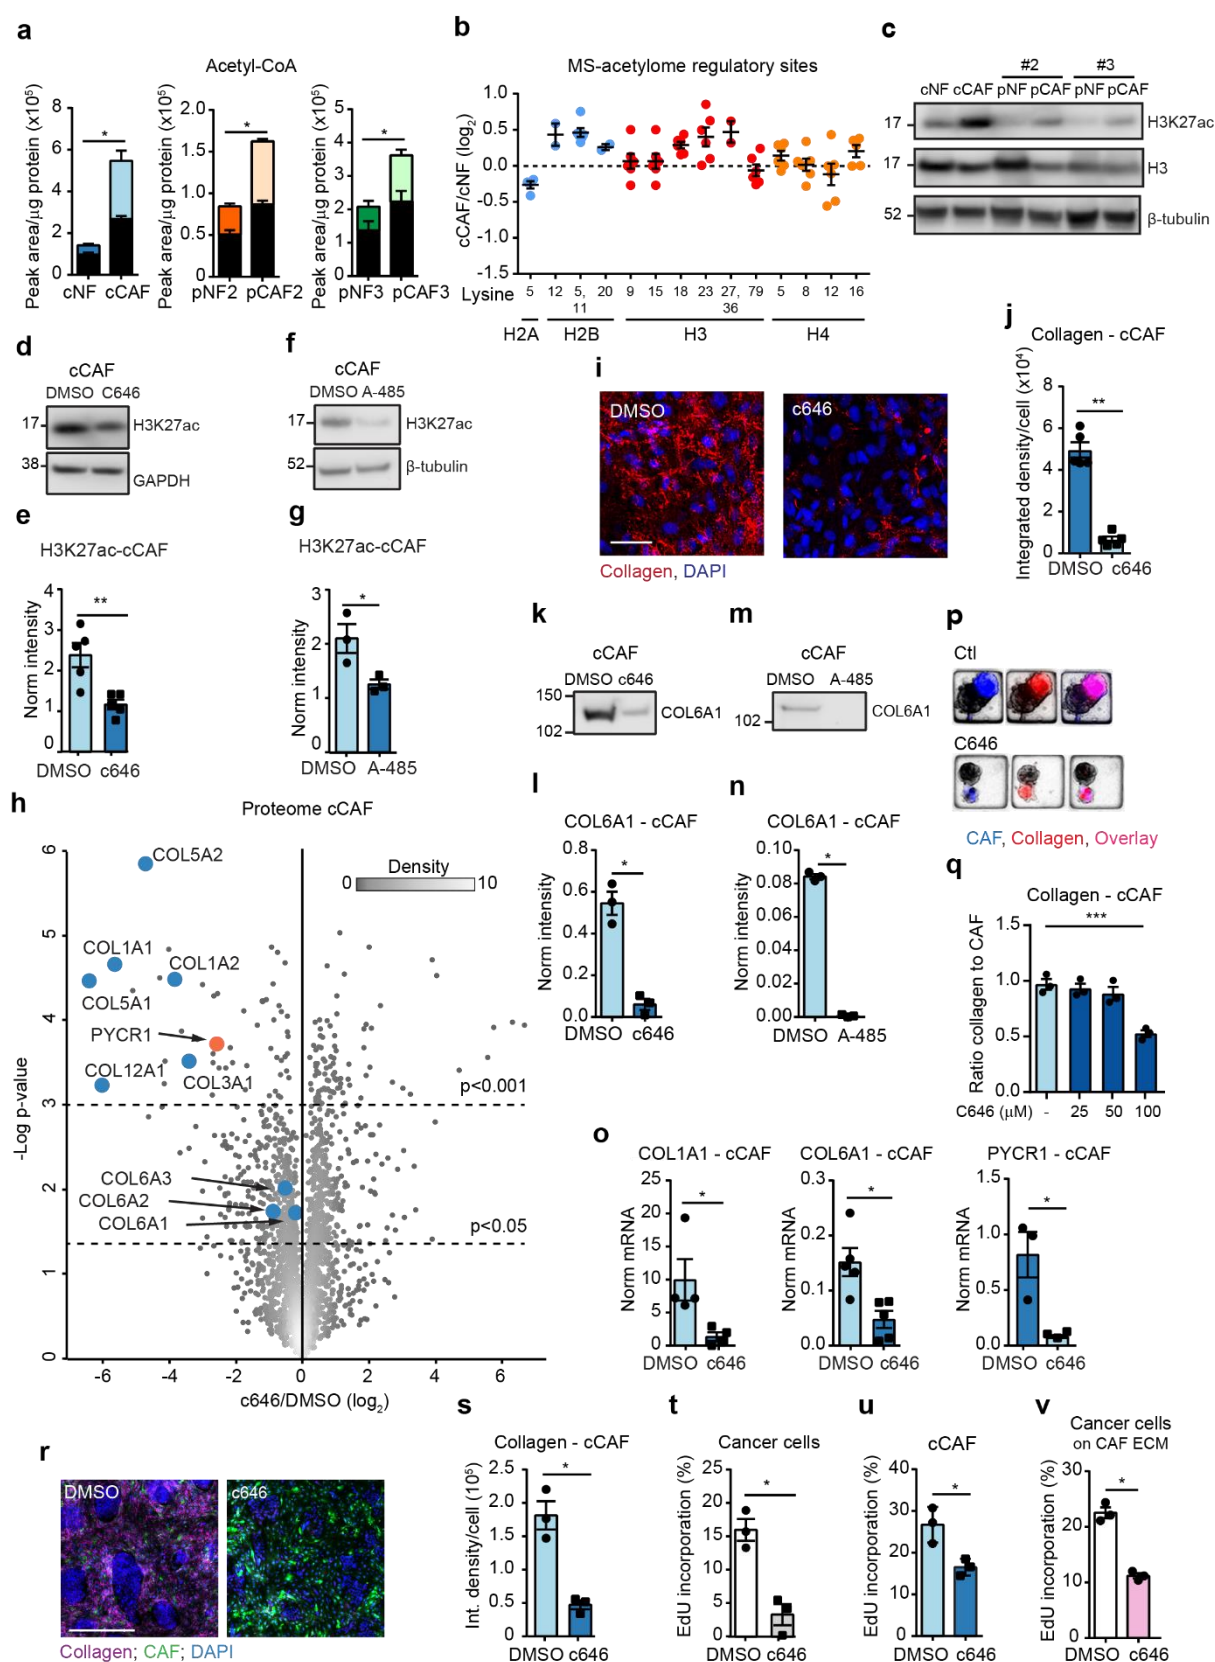 a
Acetyl-CoA
Peak area/µg protein (x10⁵)
8
6
4
2
0
cNF cCAF
*
Peak area/µg protein (x10⁵)
2.0
1.5
1.0
0.5
0
pNF2 pCAF2
*
Peak area/µg protein (x10⁵)
5
4
3
2
1
0
pNF3 pCAF3
*
b
MS-acetylome regulatory sites
cCAF/cNF (log₂)
1.0
0.5
0.0
-0.5
-1.0
-1.5
Lysine 5 12 5, 11 20 9 15 18 23 27, 36 79 5 8 12 16
H2A H2B H3 H4
c
#2 #3
cNF cCAF pNF pCAF pNF pCAF
17 H3K27ac
17 H3
52 β-tubulin
d
cCAF
DMSO C646
17 H3K27ac
38
GAPDH
f
cCAF
DMSO A-485
17 H3K27ac
52 β-tubulin
e
H3K27ac-cCAF
Norm intensity
4
3
2
1
0
**
DMSO c646
g
H3K27ac-cCAF
Norm intensity
3
2
1
0
*
DMSO A-485
i
DMSO
c646
Collagen, DAPI
j
Collagen - cCAF
Integrated density/cell (x10⁴)
8
6
4
2
0
**
DMSO c646
k
cCAF
DMSO c646
150
COL6A1
102
m
cCAF
DMSO A-485
COL6A1
102
p
Ctl
C646
CAF, Collagen, Overlay
h
Proteome cCAF
Density
0 10
-Log p-value
6
5
4
3
2
1
0
COL5A2
COL1A1
COL1A2
COL5A1
PYCR1
COL12A1
COL3A1
p<0.001
COL6A3
COL6A2
COL6A1
p<0.05
-6 -4 -2 0 2 4 6
c646/DMSO (log₂)
l
COL6A1 - cCAF
Norm intensity
0.8
0.6
0.4
0.2
0.0
*
DMSO c646
n
COL6A1 - cCAF
Norm intensity
0.10
0.08
0.06
0.04
0.02
0.00
*
DMSO A-485
q
Collagen - cCAF
Ratio collagen to CAF
1.5
1.0
0.5
0.0
***
C646 (µM) - 25 50 100
o
COL1A1 - cCAF
Norm mRNA
25
20
15
10
5
0
*
DMSO c646
COL6A1 - cCAF
Norm mRNA
0.3
0.2
0.1
0.0
*
DMSO c646
PYCR1 - cCAF
Norm mRNA
1.5
1.0
0.5
0.0
*
DMSO c646
r
DMSO
c646
Collagen; CAF; DAPI
s
Collagen - cCAF
Int. density/cell (10⁵)
2.5
2.0
1.5
1.0
0.5
0
*
DMSO c646
t
Cancer cells
EdU incorporation (%)
25
20
15
10
5
0
*
DMSO c646
u
cCAF
EdU incorporation (%)
40
30
20
10
0
*
DMSO c646
v
Cancer cells
on CAF ECM
EdU incorporation (%)
30
20
10
0
*
DMSO c646